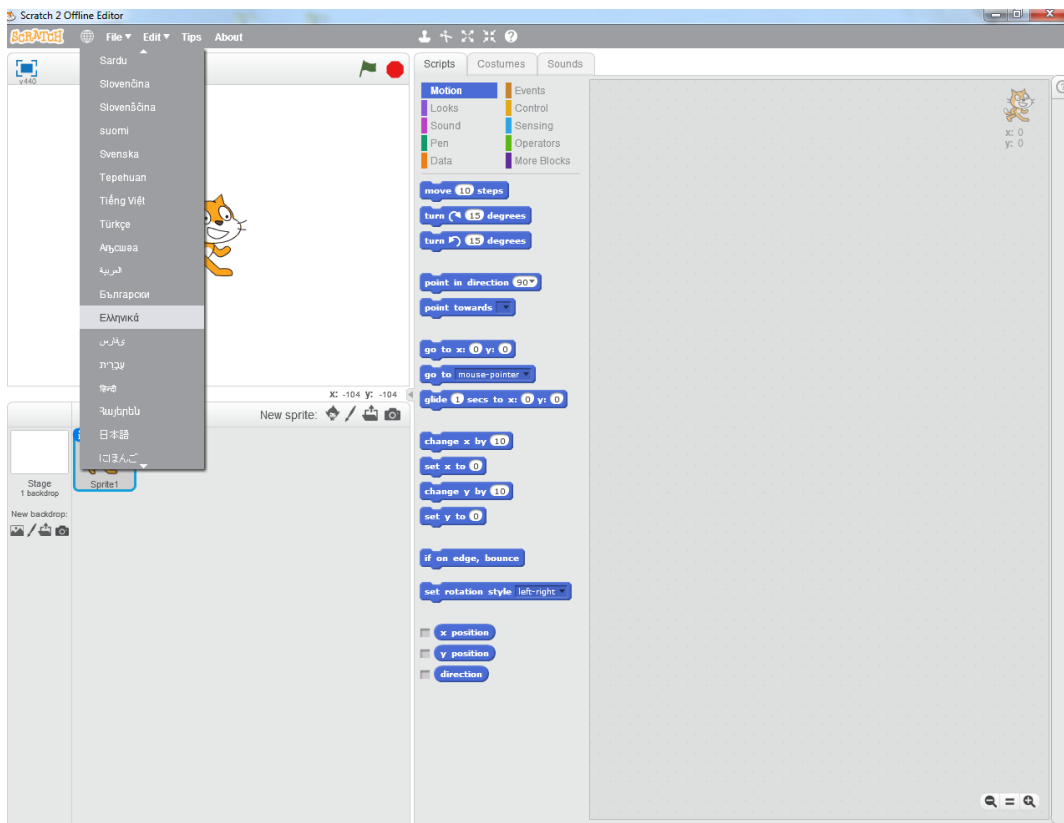 Scratch 2 Offline Editor
SCRATCH File Edit Tips About
v440
Sardu
Slovenčina
Slovenščina
suomi
Svenska
Tepehuan
Tiếng Việt
Türkçe
Аҧсшәа
العربية
Български
Ελληνικά
עברית
हिन्दी
Հայերեն
日本語
にほんご
X: -104 y: -104
New sprite:
Stage
1 backdrop
New backdrop:
Sprite1
Scripts Costumes Sounds
Motion Events
Looks Control
Sound Sensing
Pen Operators
Data More Blocks
move 10 steps
turn 15 degrees
turn 15 degrees
point in direction 90
point towards
go to x: 0 y: 0
go to mouse-pointer
glide 1 secs to x: 0 y: 0
change x by 10
set x to 0
change y by 10
set y to 0
if on edge, bounce
set rotation style left-right
x position
y position
direction
x: 0
y: 0